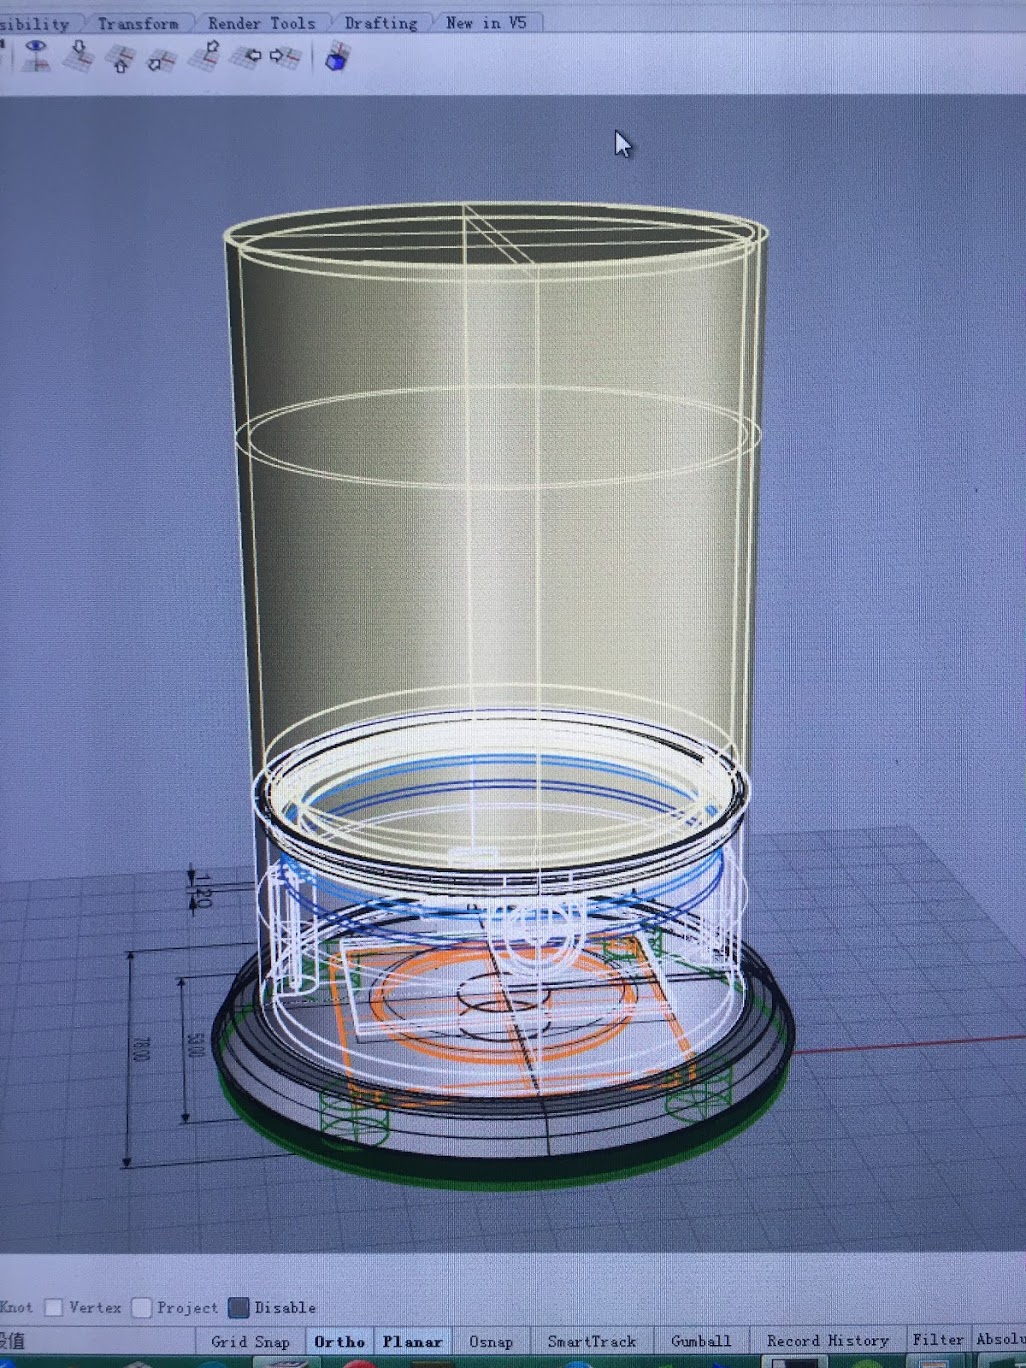 sibility Transform Render Tools Drafting New in V5
1.20
78.00
53.00
Knot Vertex Project Disable
设值 Grid Snap Ortho Planar Osnap SmartTrack Gumball Record History Filter Absolu